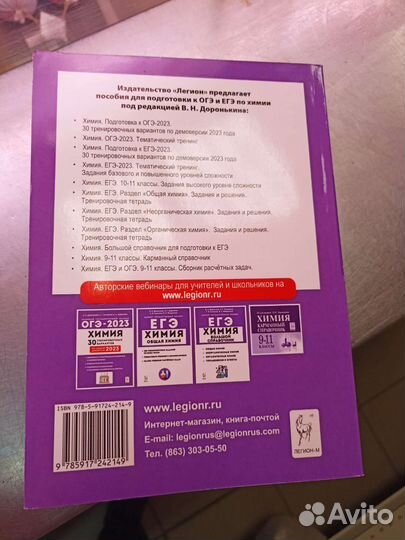 Издательство «Легион» предлагает
пособия для подготовки к ОГЭ и ЕГЭ по химии
под редакцией В. Н. Доронькина:
• Химия. Подготовка к ОГЭ-2023.
30 тренировочных вариантов по демоверсии 2023 года
• Химия. ОГЭ-2023. Тематический тренинг
• Химия. Подготовка к ЕГЭ-2023.
30 тренировочных вариантов по демоверсии 2023 года
• Химия. ЕГЭ-2023. Тематический тренинг.
Задания базового и повышенного уровней сложности
• Химия. ЕГЭ. 10-11 классы. Задания высокого уровня сложности
• Химия. ЕГЭ. Раздел «Общая химия». Задания и решения.
Тренировочная тетрадь
• Химия. ЕГЭ. Раздел «Неорганическая химия». Задания и решения.
Тренировочная тетрадь
• Химия. ЕГЭ. Раздел «Органическая химия». Задания и решения.
Тренировочная тетрадь
• Химия. Большой справочник для подготовки к ЕГЭ
• Химия. 9-11 классы. Карманный справочник
• Химия. ЕГЭ и ОГЭ. 9-11 классы. Сборник расчётных задач.
Авторские вебинары для учителей и школьников на
www.legionr.ru
ОГЭ-2023
ХИМИЯ
30 ТРЕНИРОВОЧНЫХ
ВАРИАНТОВ
2023
ЕГЭ
ХИМИЯ
ОБЩАЯ ХИМИЯ
ЕГЭ
ХИМИЯ
БОЛЬШОЙ
СПРАВОЧНИК
ХИМИЯ
КАРМАННЫЙ
СПРАВОЧНИК
9-11
КЛАССЫ
ISBN 978-5-91724-214-9
9 785917 242149
www.legionr.ru
Интернет-магазин, книга-почтой
E-mail: legionrus@legionrus.com
Тел. (863) 303-05-50
ЛЕГИОН-М
Avito